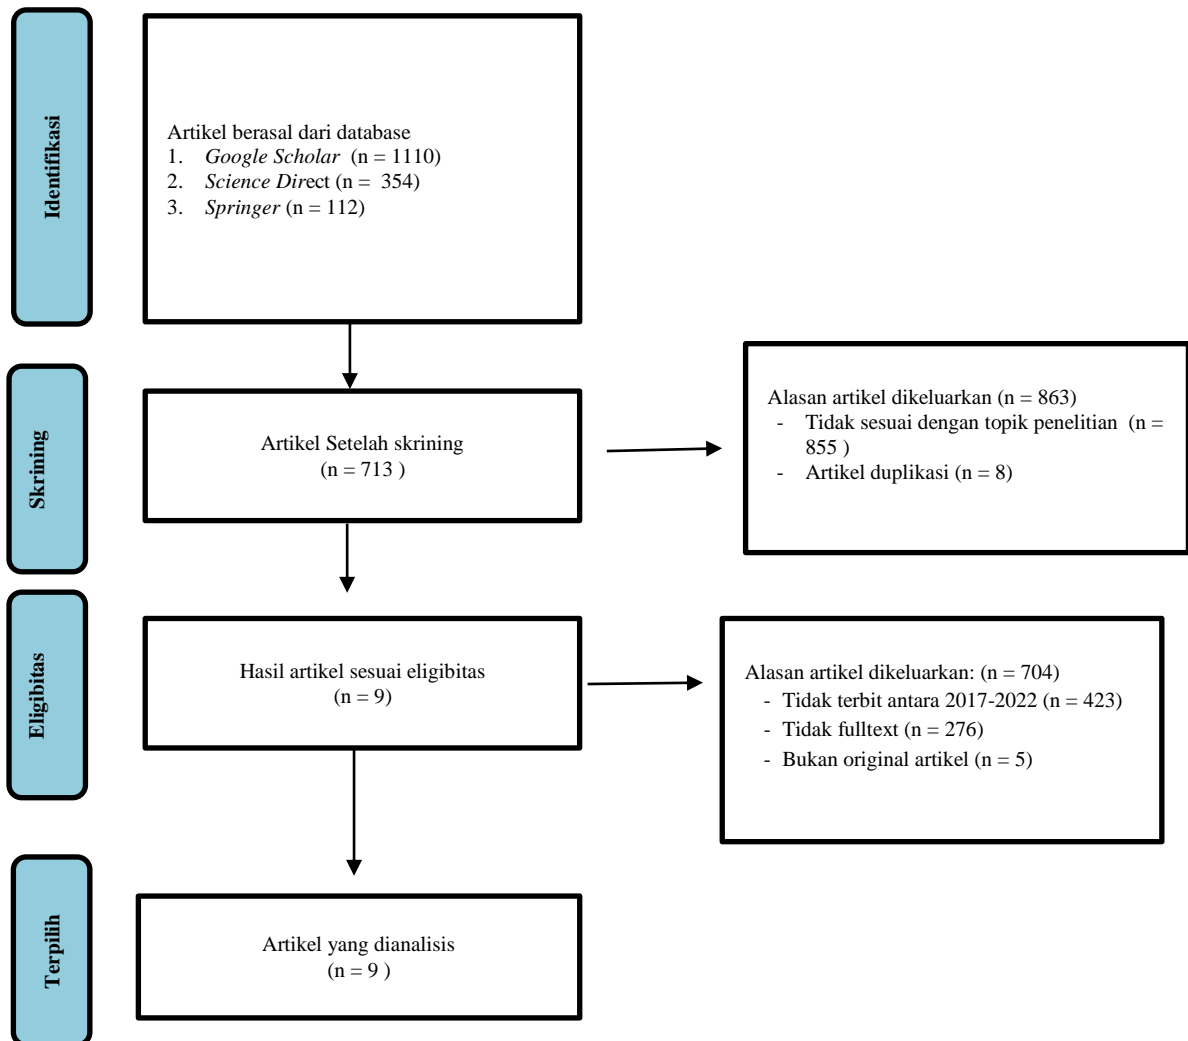 Identifikasi
Artikel berasal dari database
1. Google Scholar (n = 1110)
2. Science Direct (n = 354)
3. Springer (n = 112)
Skrining
Artikel Setelah skrining
(n = 713 )
Alasan artikel dikeluarkan (n = 863)
- Tidak sesuai dengan topik penelitian (n =
855 )
- Artikel duplikasi (n = 8)
Eligibitas
Hasil artikel sesuai eligibitas
(n = 9)
Alasan artikel dikeluarkan: (n = 704)
- Tidak terbit antara 2017-2022 (n = 423)
- Tidak fulltext (n = 276)
- Bukan original artikel (n = 5)
Terpilih
Artikel yang dianalisis
(n = 9 )